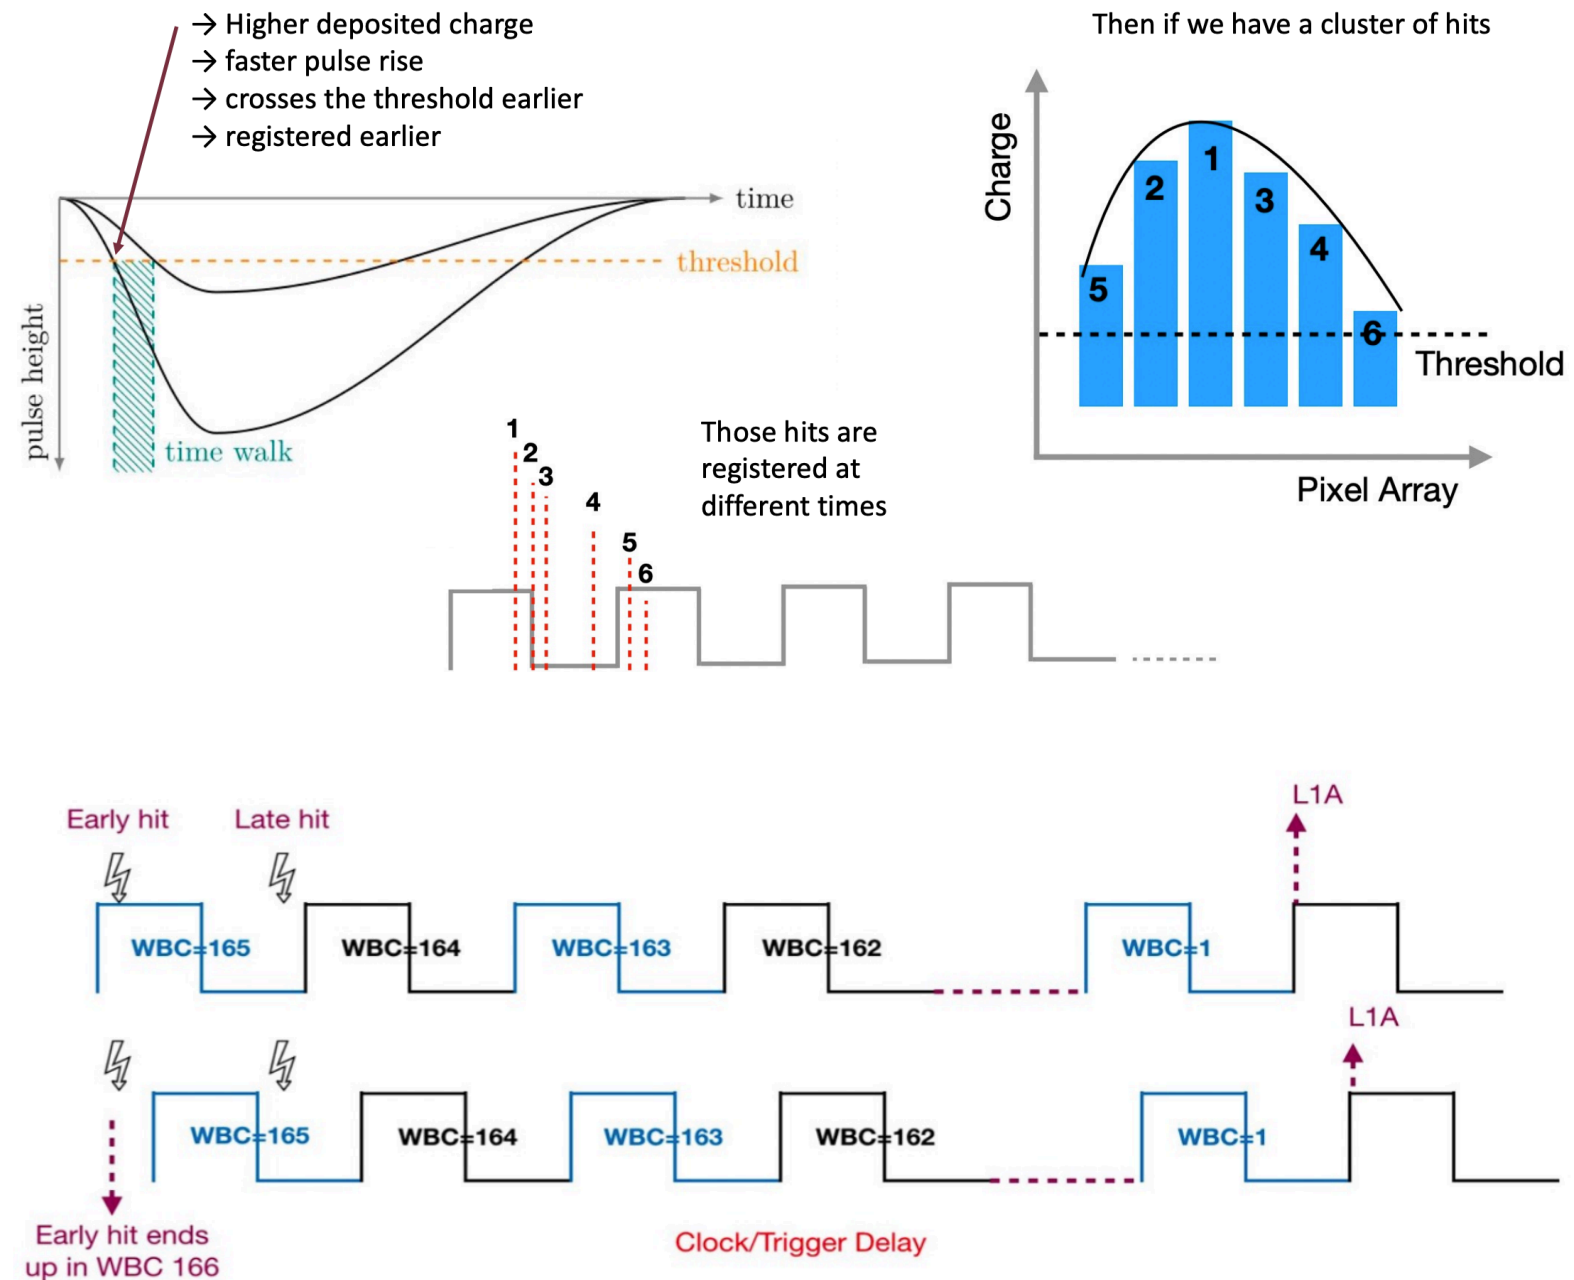 → Higher deposited charge
→ faster pulse rise
→ crosses the threshold earlier
→ registered earlier
time
threshold
pulse height
time walk
Then if we have a cluster of hits
Charge
1
2
3
4
5
6
Threshold
Pixel Array
Those hits are
registered at
different times
1
2
3
4
5
6
Early hit
Late hit
L1A
WBC=165
WBC=164
WBC=163
WBC=162
WBC=1
L1A
WBC=165
WBC=164
WBC=163
WBC=162
WBC=1
Early hit ends
up in WBC 166
Clock/Trigger Delay